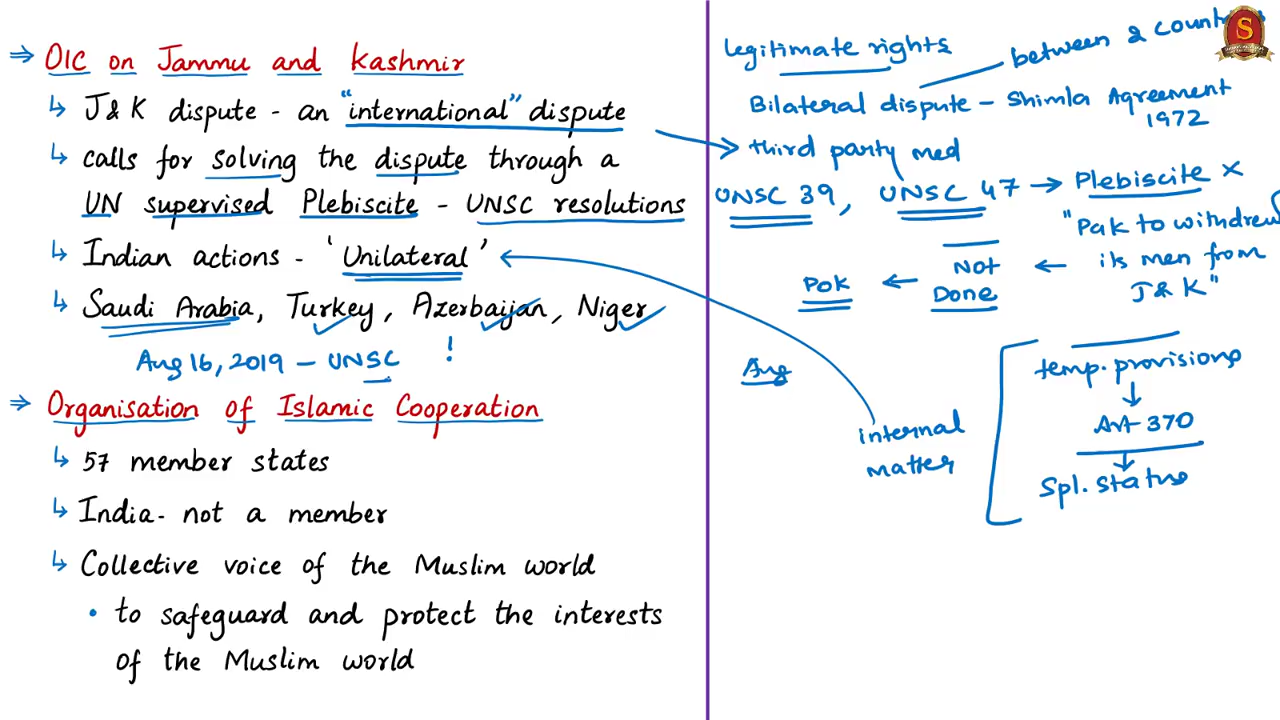 ⇒ OIC on Jammu and Kashmir
↳ J&K dispute - an "international" dispute
↳ calls for solving the dispute through a
UN supervised Plebiscite - UNSC resolutions
↳ Indian actions - 'Unilateral'
↳ Saudi Arabia, Turkey, Azerbaijan, Niger
Aug 16, 2019 - UNSC !
⇒ Organisation of Islamic Cooperation
↳ 57 member states
↳ India - not a member
↳ Collective voice of the Muslim world
• to safeguard and protect the interests
of the Muslim world
legitimate rights
between 2
Bilateral dispute - Shimla Agreement
1972
third party med
UNSC 39, UNSC 47 → Plebiscite ×
"Pak to withdrew
its men from
J&K"
Not
Done
POK
Aug
internal
matter
temp. provisions
Art 370
Spl. status
S